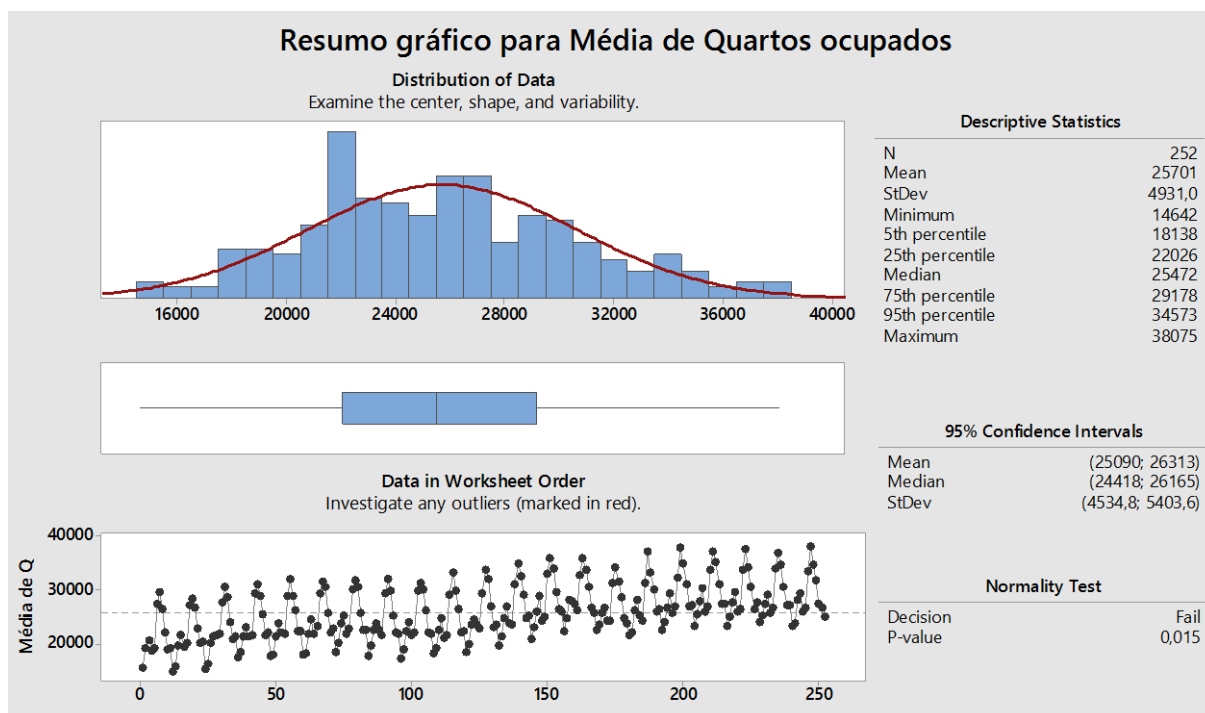 Resumo gráfico para Média de Quartos ocupados
Distribution of Data
Examine the center, shape, and variability.
16000 20000 24000 28000 32000 36000 40000
Data in Worksheet Order
Investigate any outliers (marked in red).
Média de Q
40000
30000
20000
0 50 100 150 200 250
Descriptive Statistics
N 252
Mean 25701
StDev 4931,0
Minimum 14642
5th percentile 18138
25th percentile 22026
Median 25472
75th percentile 29178
95th percentile 34573
Maximum 38075
95% Confidence Intervals
Mean (25090; 26313)
Median (24418; 26165)
StDev (4534,8; 5403,6)
Normality Test
Decision Fail
P-value 0,015